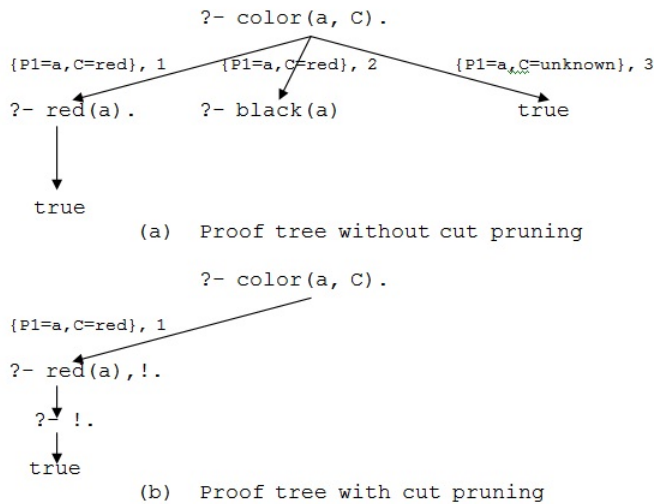 ?- color(a, C).
{P1=a,C=red}, 1 {P1=a,C=red}, 2 {P1=a,C=unknown}, 3
?- red(a). ?- black(a) true
true
(a) Proof tree without cut pruning
?- color(a, C).
{P1=a,C=red}, 1
?- red(a),!.
?- !.
true
(b) Proof tree with cut pruning